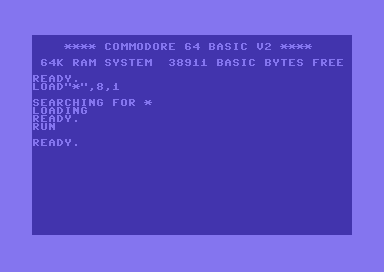 **** COMMODORE 64 BASIC V2 ****
64K RAM SYSTEM  38911 BASIC BYTES FREE
READY.
LOAD"*",8,1
SEARCHING FOR *
LOADING
READY.
RUN
READY.